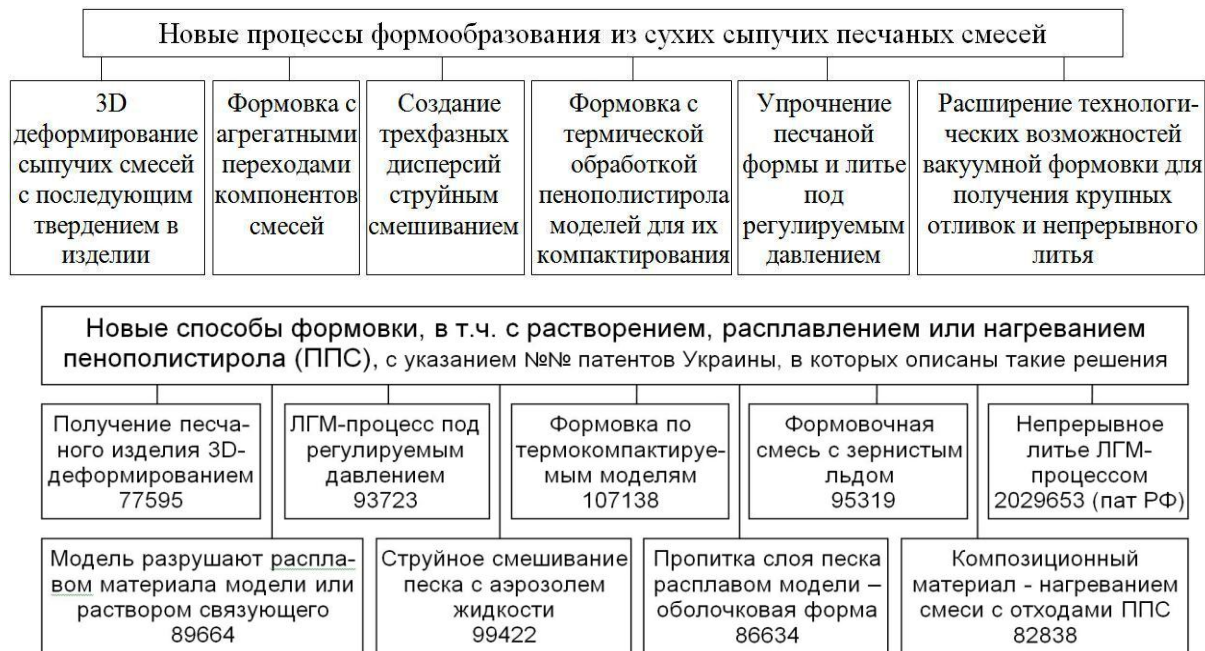 Новые процессы формообразования из сухих сыпучих песчаных смесей
3D
деформирование
сыпучих смесей
с последующим
твердением в
изделии
Формовка с
агрегатными
переходами
компонентов
смесей
Создание
трехфазных
дисперсий
струйным
смешиванием
Формовка с
термической
обработкой
пенополистирола
моделей для их
компактирования
Упрочнение
песчаной
формы и литье
под
регулируемым
давлением
Расширение технологи-
ческих возможностей
вакуумной формовки для
получения крупных
отливок и непрерывного
литья
Новые способы формовки, в т.ч. с растворением, расплавлением или нагреванием
пенополистирола (ППС), с указанием №№ патентов Украины, в которых описаны такие решения
Получение песча-
ного изделия 3D-
деформированием
77595
ЛГМ-процесс под
регулируемым
давлением
93723
Формовка по
термокомпактируе-
мым моделям
107138
Формовочная
смесь с зернистым
льдом
95319
Непрерывное
литье ЛГМ-
процессом
2029653 (пат РФ)
Модель разрушают распла-
вом материала модели или
раствором связующего
89664
Струйное смешивание
песка с аэрозолем
жидкости
99422
Пропитка слоя песка
расплавом модели –
оболочковая форма
86634
Композиционный
материал - нагреванием
смеси с отходами ППС
82838